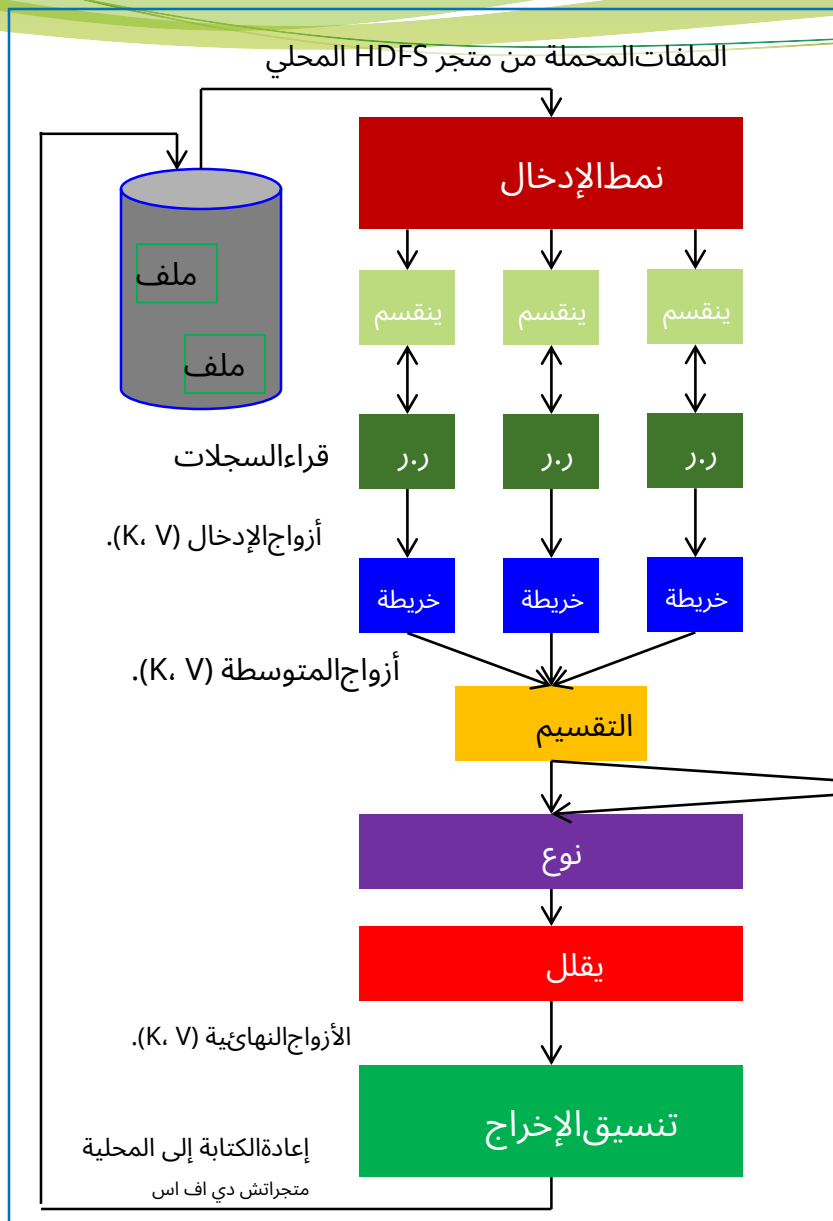 الملفاتالمحملة من متجر HDFS المحلي
نمطالإدخال
ملف
ملف
ينقسم
ينقسم
ينقسم
قراءالسجلات
ر.ر
ر.ر
ر.ر
أزواجالإدخال (K، V).
خريطة
خريطة
خريطة
أزواجالمتوسطة (K، V).
التقسيم
نوع
يقلل
الأزواجالنهائية (K، V).
تنسيقالإخراج
إعادةالكتابة إلى المحلية
متجراتش دي اف اس